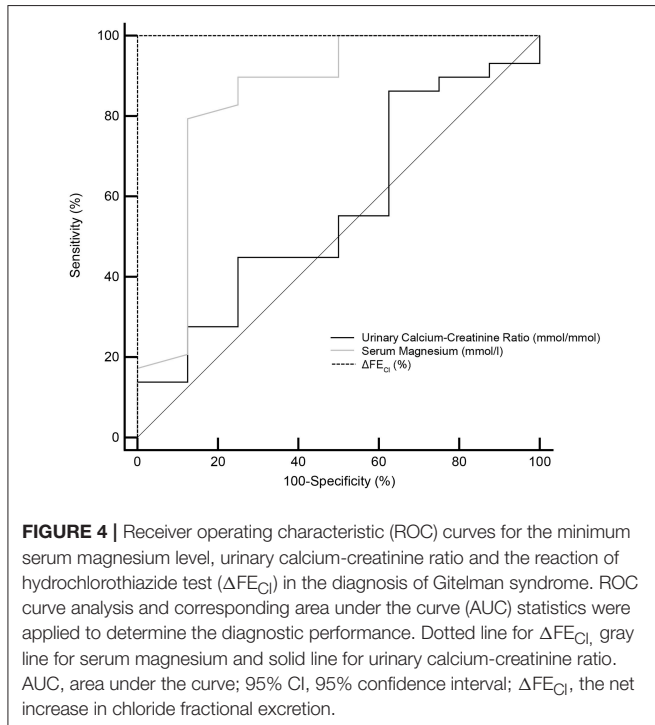 100
80
60
40
20
0
Sensitivity (%)
Urinary Calcium-Creatinine Ratio (mmol/mmol)
Serum Magnesium (mmol/l)
ΔFECl (%)
0 20 40 60 80 100
100-Specificity (%)
FIGURE 4 | Receiver operating characteristic (ROC) curves for the minimum
serum magnesium level, urinary calcium-creatinine ratio and the reaction of
hydrochlorothiazide test (ΔFECl) in the diagnosis of Gitelman syndrome. ROC
curve analysis and corresponding area under the curve (AUC) statistics were
applied to determine the diagnostic performance. Dotted line for ΔFECl, gray
line for serum magnesium and solid line for urinary calcium-creatinine ratio.
AUC, area under the curve; 95% CI, 95% confidence interval; ΔFECl, the net
increase in chloride fractional excretion.